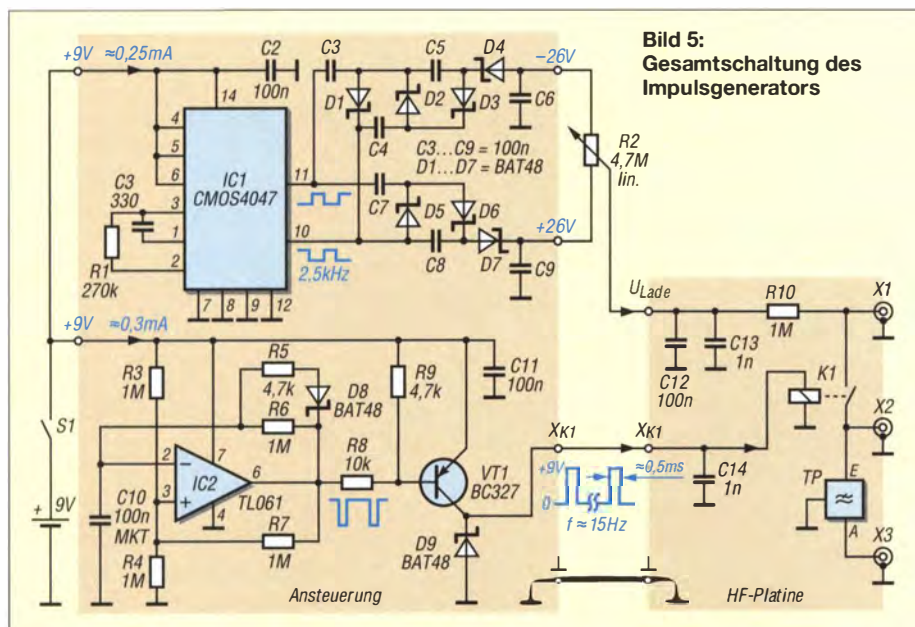 Bild 5:
Gesamtschaltung des
Impulsgenerators
+9V ≈0,25mA
C2
100n
C3
C5
D4
–26V
14
D1
D2
D3
C6
4
5
6
3
1
2
C4
C3...C9 = 100n
D1...D7 = BAT48
R2
4,7M
lin.
IC1
CMOS4047
11
10
C3
330
R1
270k
7 8 9 12
2,5kHz
C7
D5
D6
C8
D7
C9
+26V
+9V ≈0,3mA
ULade
R10
1M
X1
C12
100n
C13
1n
K1
X2
R3
1M
R5
4,7k
D8
BAT48
R6
1M
R9
4,7k
C11
100n
S1
9V
C10
100n
MKT
2
3
7
6
4
IC2
TL061
R8
10k
R7
1M
R4
1M
VT1
BC327
D9
BAT48
XK1
XK1
+9V
0
≈0,5ms
f ≈ 15Hz
C14
1n
TP
E
≈
A
X3
Ansteuerung
HF-Platine